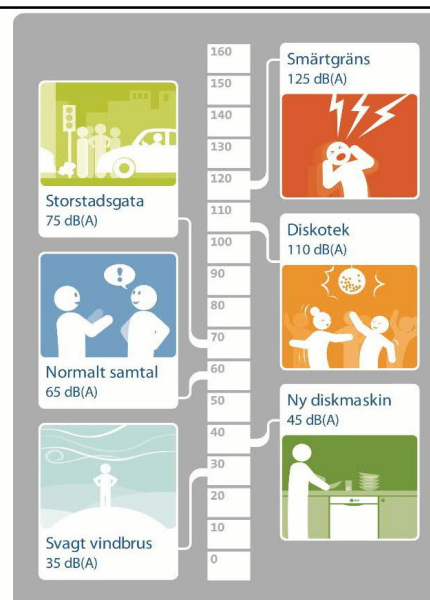 160
150
140
130
120
110
100
90
80
70
60
50
40
30
20
10
0
Smärtgräns
125 dB(A)
Storstadsgata
75 dB(A)
Diskotek
110 dB(A)
!
Normalt samtal
65 dB(A)
Ny diskmaskin
45 dB(A)
Svagt vindbrus
35 dB(A)